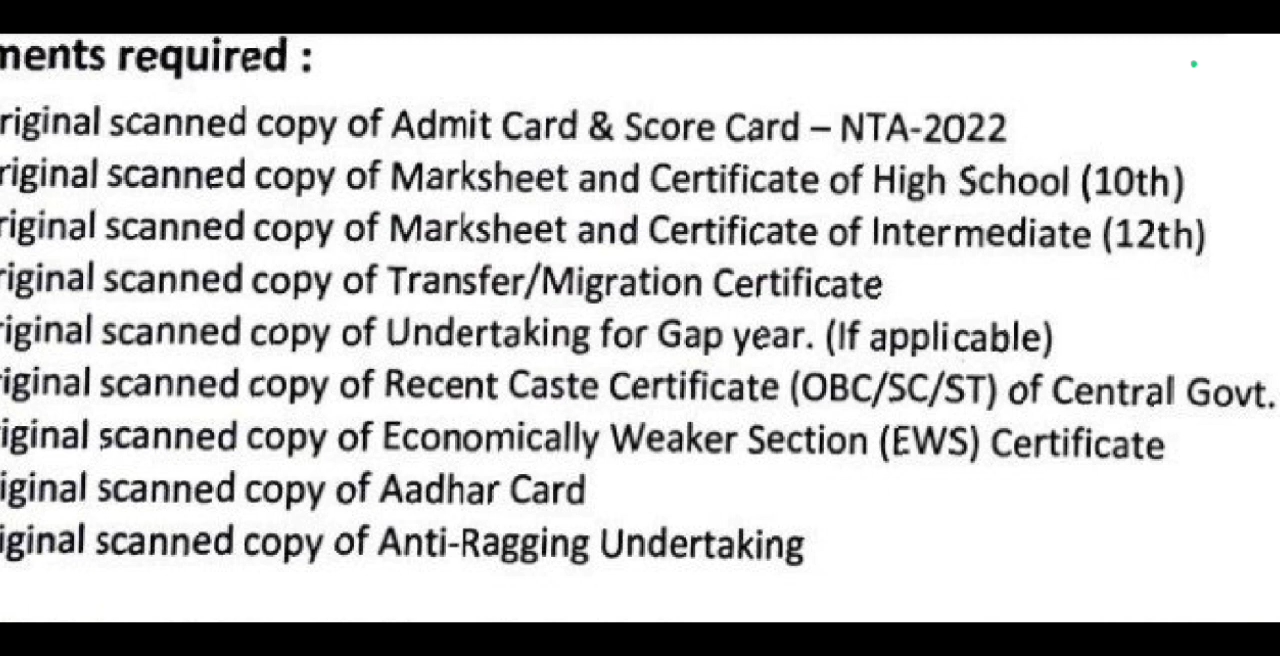 ments required :
riginal scanned copy of Admit Card & Score Card – NTA-2022
riginal scanned copy of Marksheet and Certificate of High School (10th)
riginal scanned copy of Marksheet and Certificate of Intermediate (12th)
riginal scanned copy of Transfer/Migration Certificate
riginal scanned copy of Undertaking for Gap year. (If applicable)
riginal scanned copy of Recent Caste Certificate (OBC/SC/ST) of Central Govt.
iginal scanned copy of Economically Weaker Section (EWS) Certificate
iginal scanned copy of Aadhar Card
iginal scanned copy of Anti-Ragging Undertaking